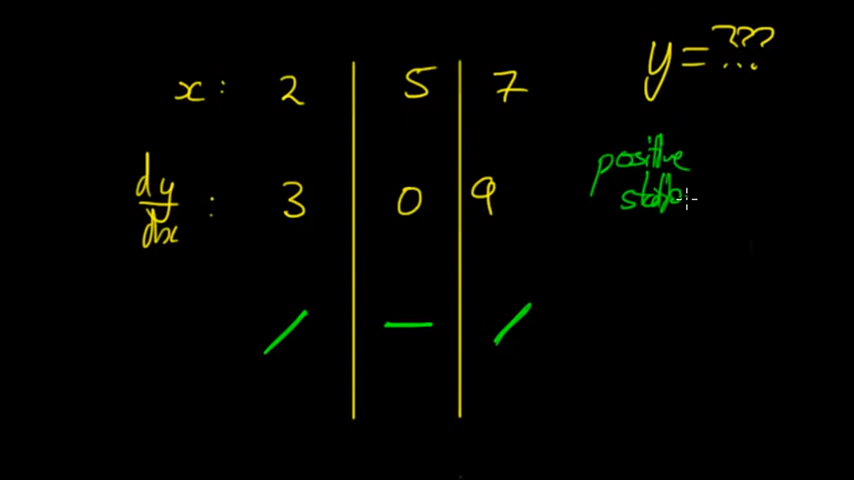 x: 2 5 7
y = ???...
dy/dx : 3 0 9
positive